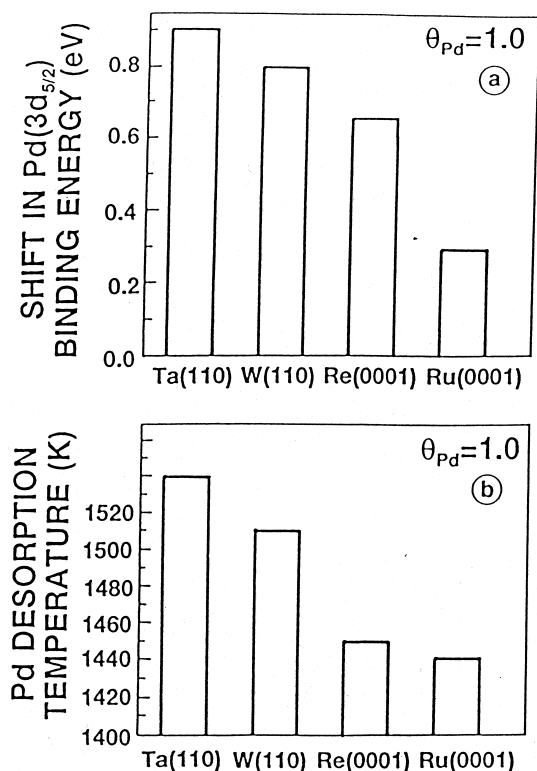 SHIFT IN Pd(3d5/2)
BINDING ENERGY (eV)
θPd=1.0
a
0.8
0.6
0.4
0.2
0.0
Ta(110) W(110) Re(0001) Ru(0001)
Pd DESORPTION
TEMPERATURE (K)
θPd=1.0
b
1520
1500
1480
1460
1440
1420
1400
Ta(110) W(110) Re(0001) Ru(0001)